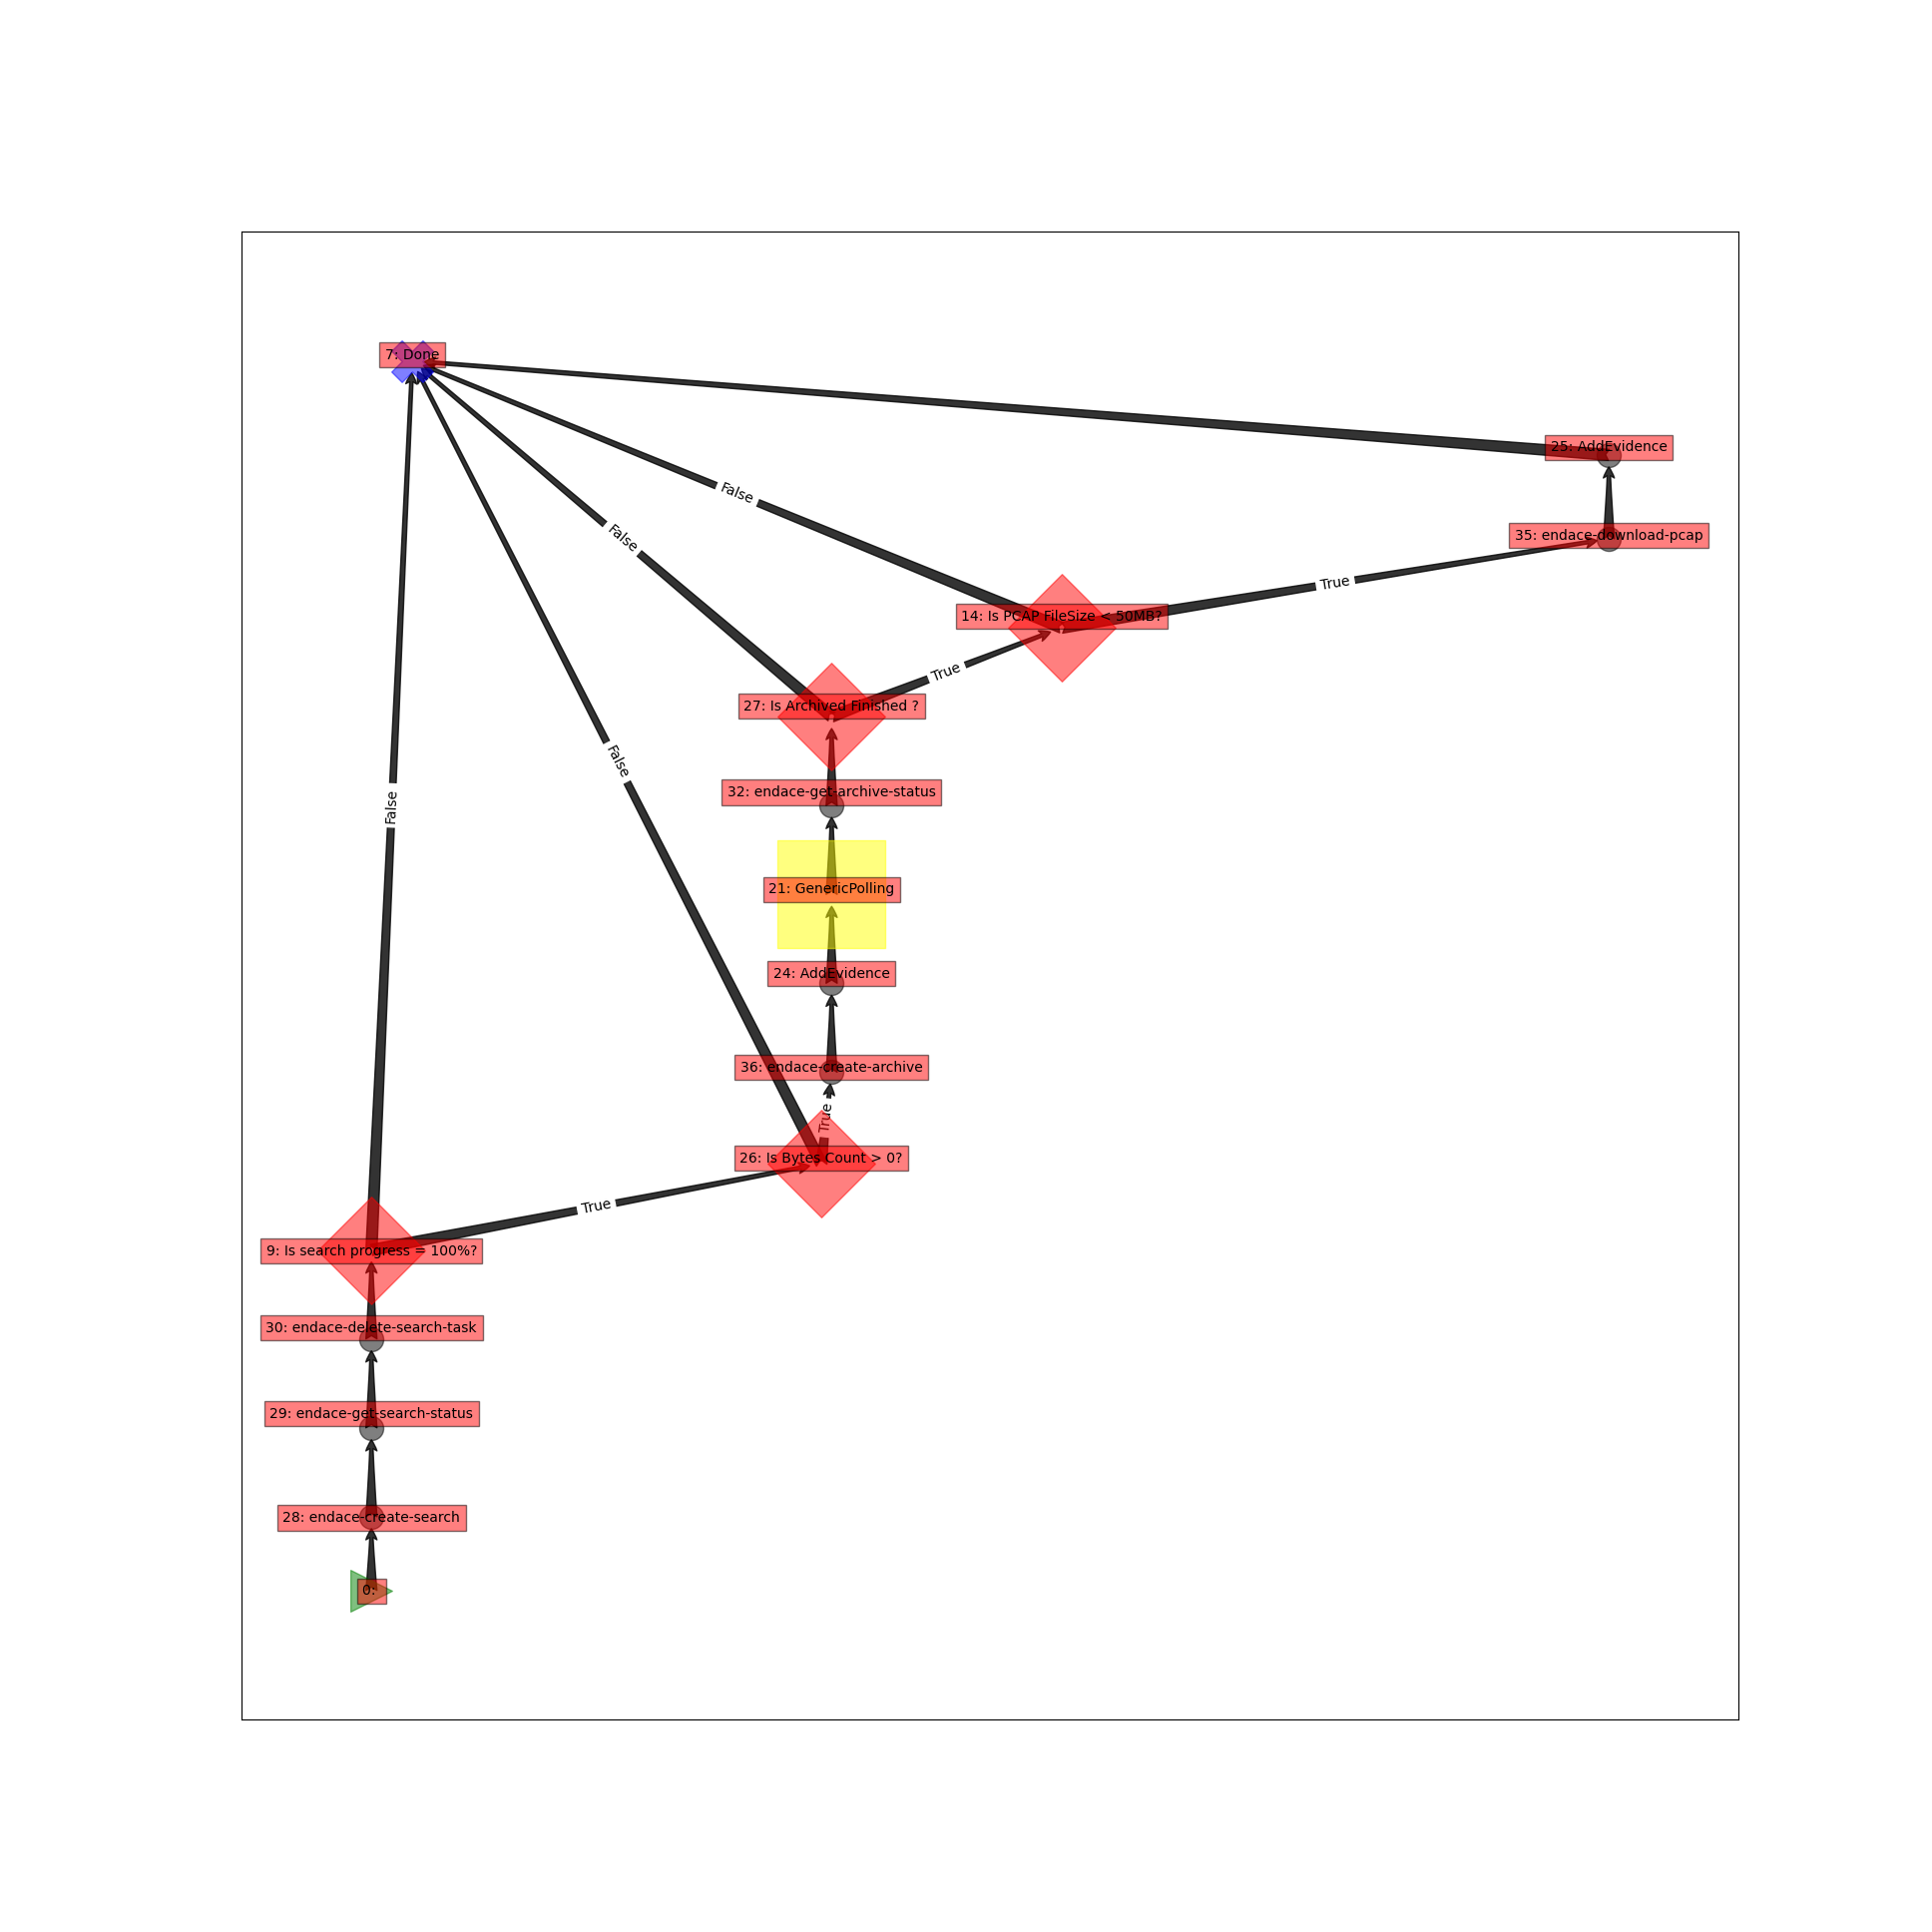 7: Done
25: AddEvidence
False
35: endace-download-pcap
False
True
14: Is PCAP FileSize < 50MB?
True
27: Is Archived Finished ?
False
32: endace-get-archive-status
False
21: GenericPolling
24: AddEvidence
36: endace-create-archive
True
26: Is Bytes Count > 0?
True
9: Is search progress = 100%?
30: endace-delete-search-task
29: endace-get-search-status
28: endace-create-search
0: